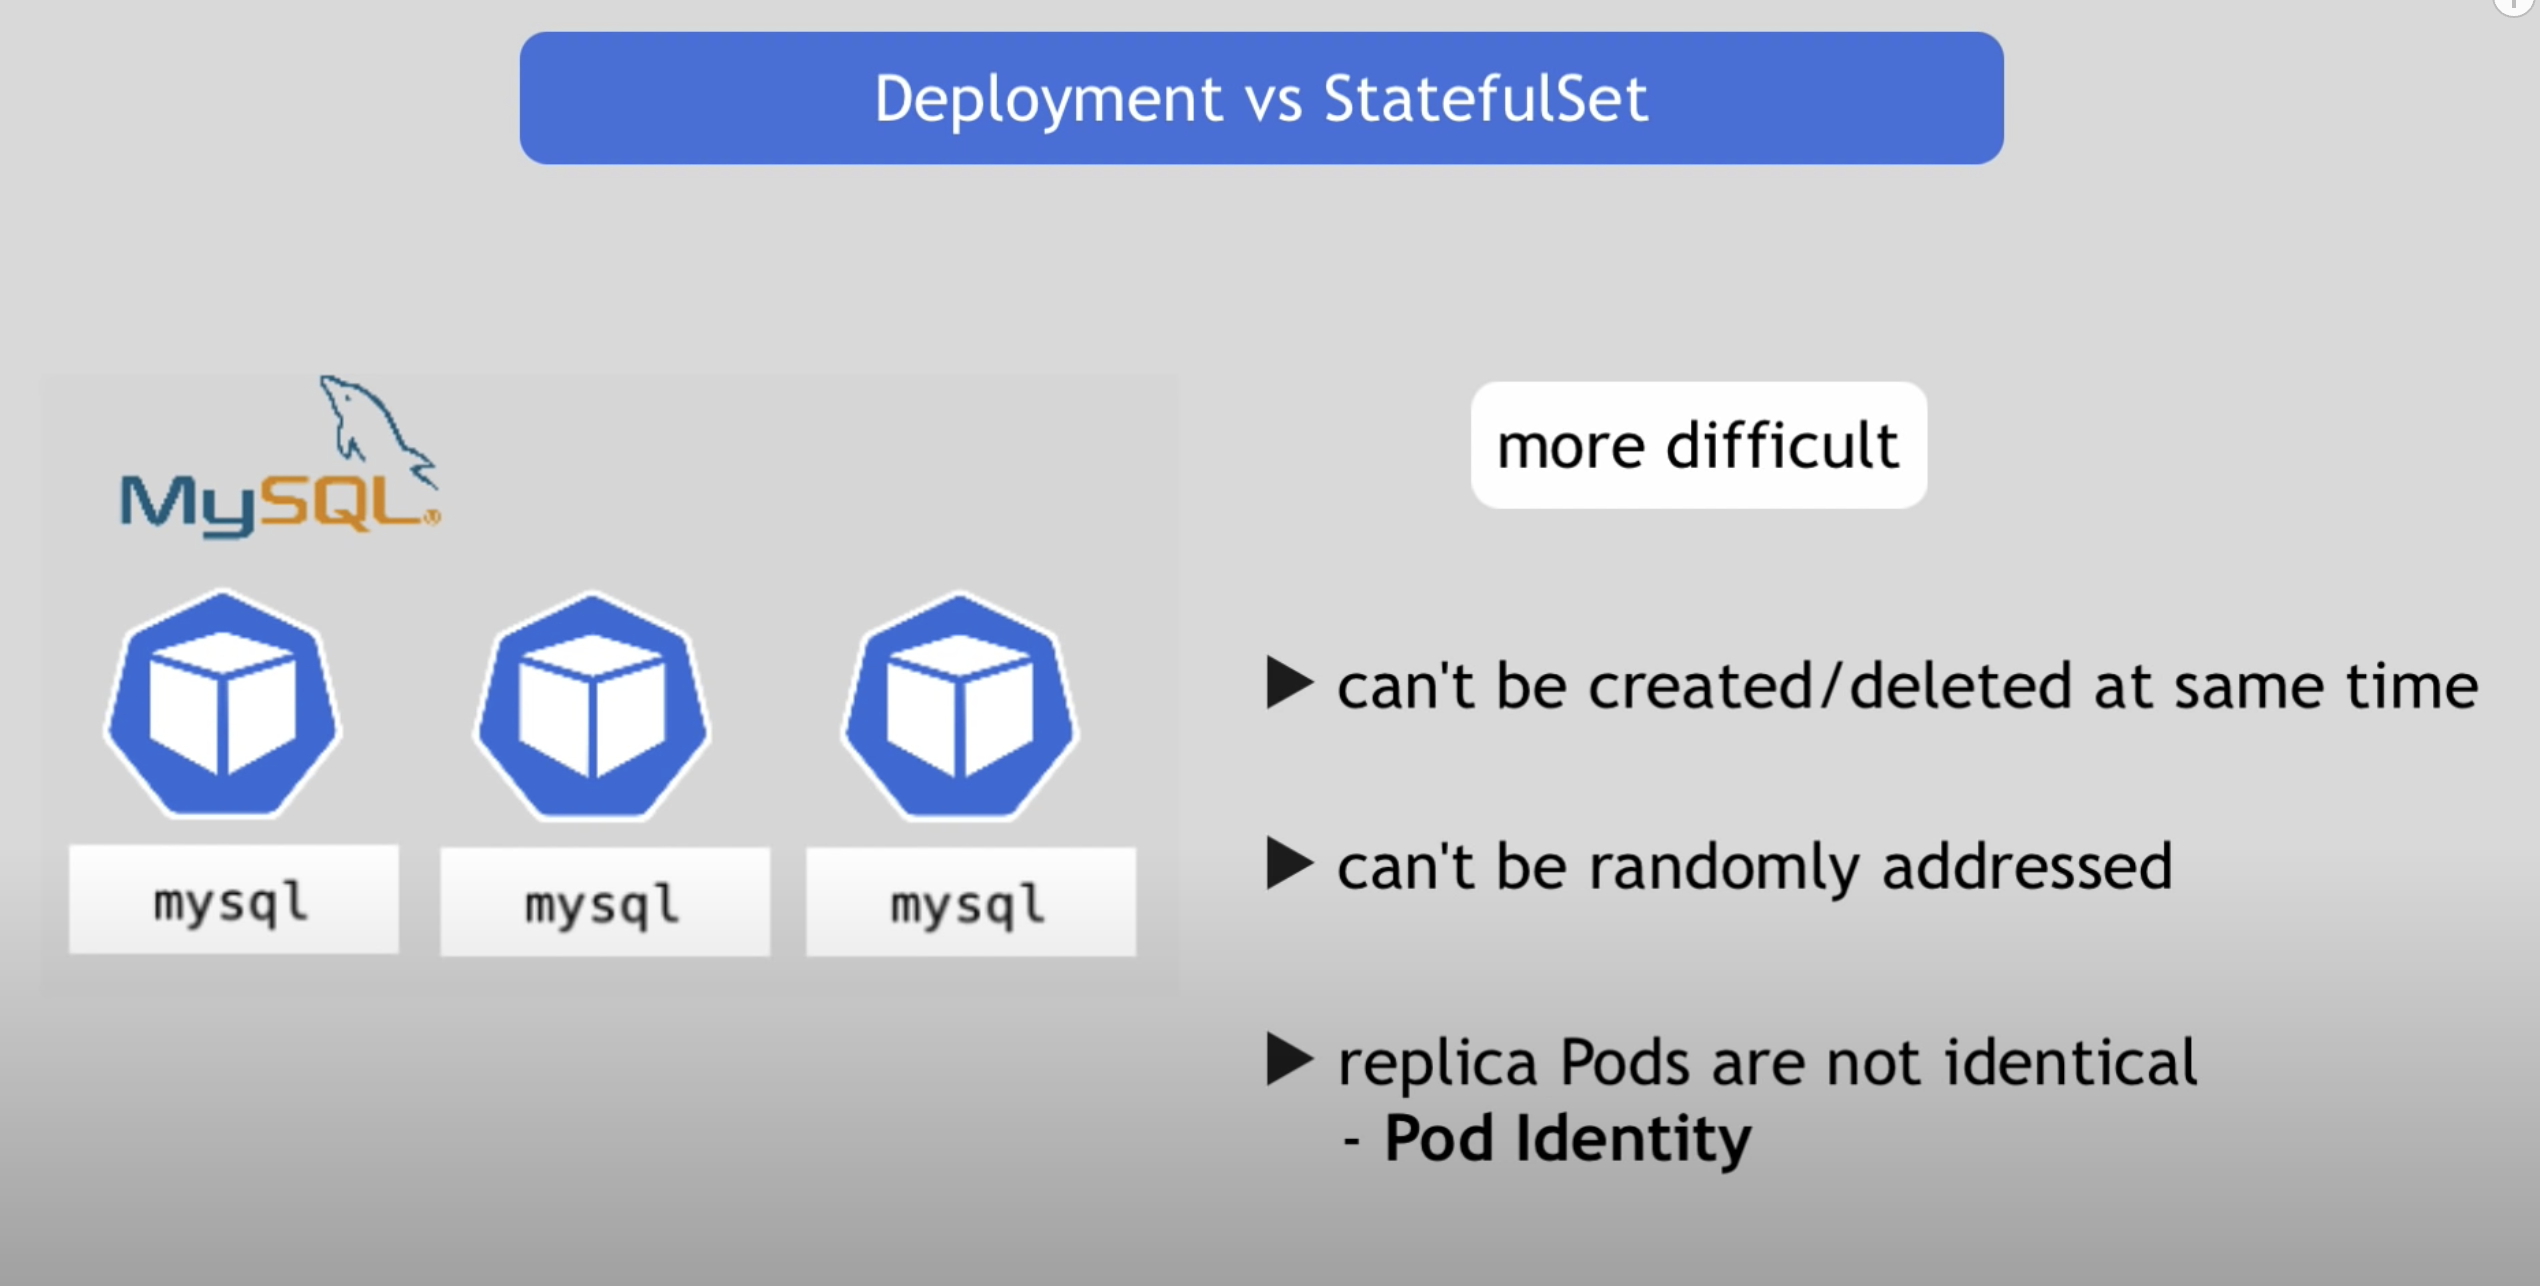 Deployment vs StatefulSet
MySQL®
mysql
mysql
mysql
more difficult
can't be created/deleted at same time
can't be randomly addressed
replica Pods are not identical
- Pod Identity